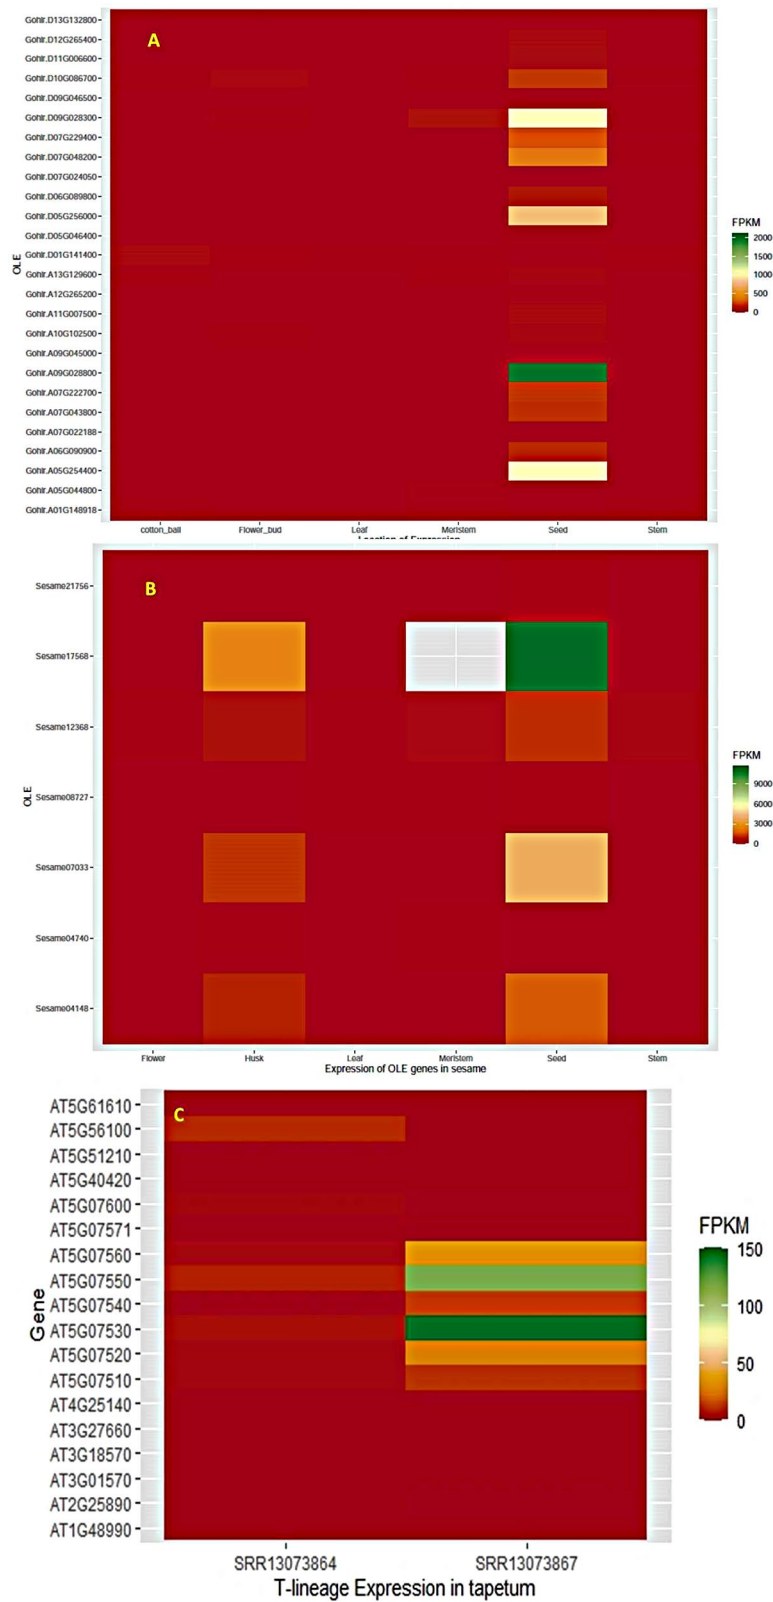 A
Gohir.D13G132800
Gohir.D12G265400
Gohir.D11G006600
Gohir.D10G086700
Gohir.D09G046500
Gohir.D09G028300
Gohir.D07G229400
Gohir.D07G048200
Gohir.D07G024050
Gohir.D06G089800
Gohir.D05G256000
Gohir.D05G046400
Gohir.D01G141400
Gohir.A13G129600
Gohir.A12G265200
Gohir.A11G007500
Gohir.A10G102500
Gohir.A09G045000
Gohir.A09G028800
Gohir.A07G222700
Gohir.A07G043800
Gohir.A07G022188
Gohir.A06G090900
Gohir.A05G254400
Gohir.A05G044800
Gohir.A01G148918
OLE
cotton_ball Flower_bud Leaf Meristem Seed Stem
Location of Expression
FPKM
2000
1500
1000
500
0
B
Sesame21756
Sesame17568
Sesame12368
Sesame08727
Sesame07033
Sesame04740
Sesame04148
OLE
Flower Husk Leaf Meristem Seed Stem
Expression of OLE genes in sesame
FPKM
9000
6000
3000
0
C
AT5G61610
AT5G56100
AT5G51210
AT5G40420
AT5G07600
AT5G07571
AT5G07560
AT5G07550
AT5G07540
AT5G07530
AT5G07520
AT5G07510
AT4G25140
AT3G27660
AT3G18570
AT3G01570
AT2G25890
AT1G48990
Gene
SRR13073864 SRR13073867
T-lineage Expression in tapetum
FPKM
150
100
50
0